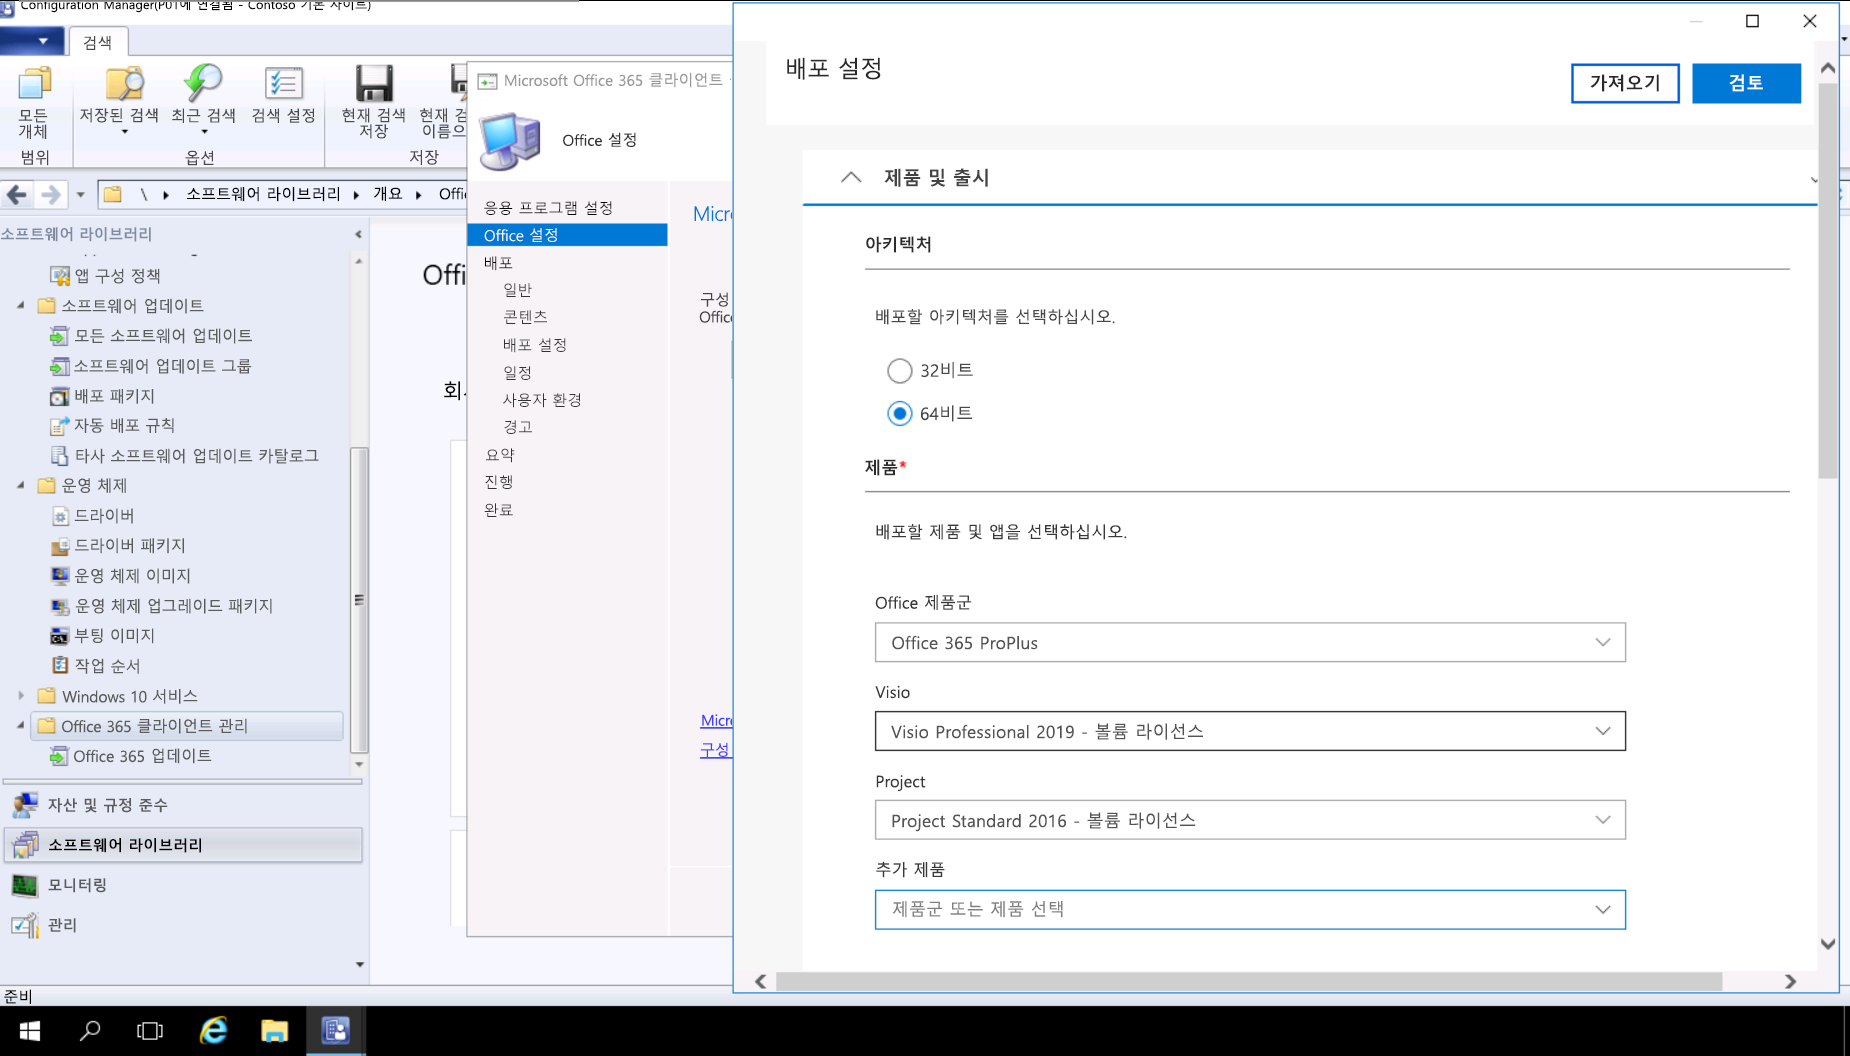 Configuration Manager(P01에 연결됨 - Contoso 기본 사이트)
검색
모든
개체
저장된 검색
최근 검색
검색 설정
현재 검색
저장
현재 검
이름으
범위
옵션
저장
\ 소프트웨어 라이브러리 개요 Offi
소프트웨어 라이브러리
앱 구성 정책
소프트웨어 업데이트
모든 소프트웨어 업데이트
소프트웨어 업데이트 그룹
배포 패키지
자동 배포 규칙
타사 소프트웨어 업데이트 카탈로그
운영 체제
드라이버
드라이버 패키지
운영 체제 이미지
운영 체제 업그레이드 패키지
부팅 이미지
작업 순서
Windows 10 서비스
Office 365 클라이언트 관리
Office 365 업데이트
자산 및 규정 준수
소프트웨어 라이브러리
모니터링
관리
준비
Offi
회
Microsoft Office 365 클라이언트
Office 설정
응용 프로그램 설정
Office 설정
배포
일반
콘텐츠
배포 설정
일정
사용자 환경
경고
요약
진행
완료
Micr
구성
Offic
Micr
구성
배포 설정
가져오기
검토
제품 및 출시
아키텍처
배포할 아키텍처를 선택하십시오.
32비트
64비트
제품*
배포할 제품 및 앱을 선택하십시오.
Office 제품군
Office 365 ProPlus
Visio
Visio Professional 2019 - 볼륨 라이선스
Project
Project Standard 2016 - 볼륨 라이선스
추가 제품
제품군 또는 제품 선택